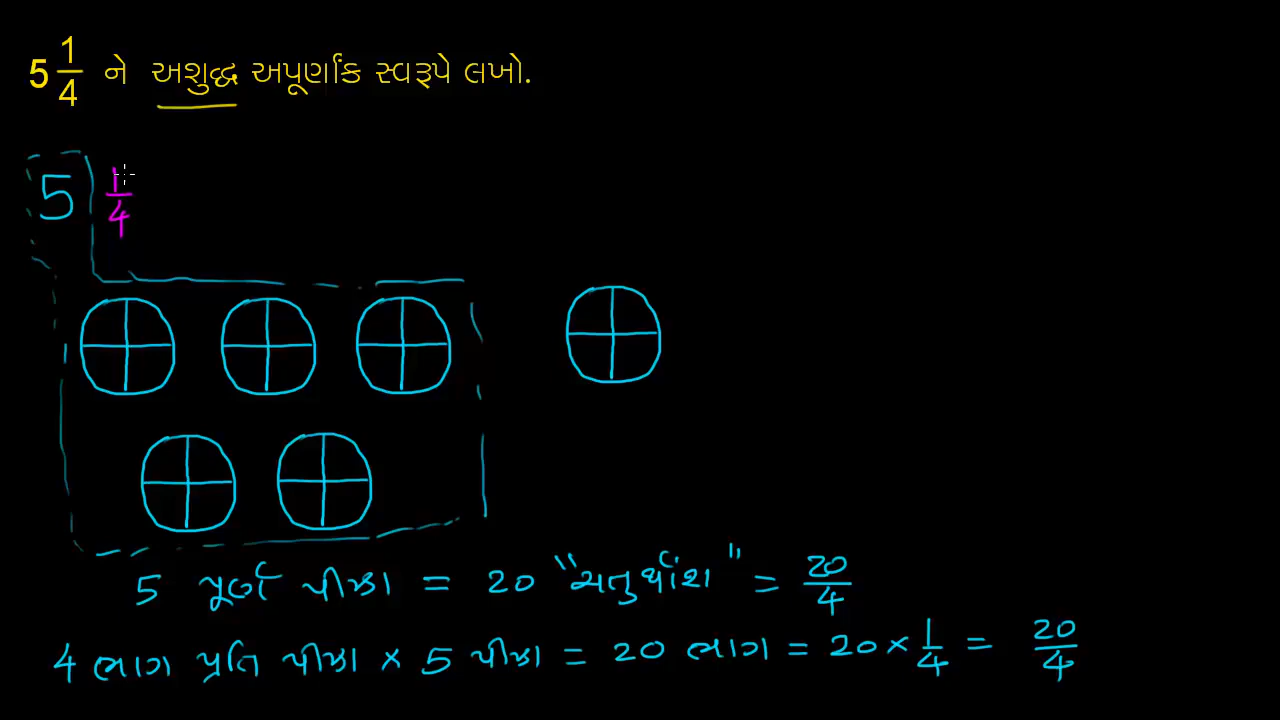 5 1/4 ને અશુદ્ધ અપૂર્ણાંક સ્વરૂપે લખો.
5 1/4
5 પૂર્ણ પીઝા = 20 "ચતુર્થાંશ" = 20/4
4 ભાગ પ્રતિ પીઝા × 5 પીઝા = 20 ભાગ = 20 × 1/4 = 20/4